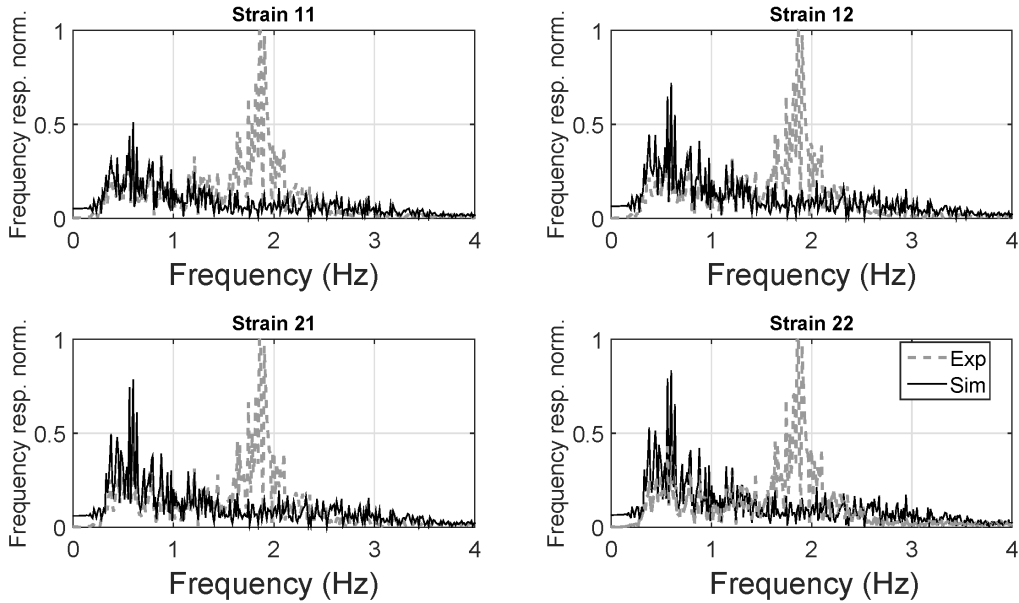 Strain 11
Frequency resp. norm.
1
0.5
0
0 1 2 3 4
Frequency (Hz)
Strain 12
Frequency resp. norm.
1
0.5
0
0 1 2 3 4
Frequency (Hz)
Strain 21
Frequency resp. norm.
1
0.5
0
0 1 2 3 4
Frequency (Hz)
Strain 22
Frequency resp. norm.
1
0.5
0
0 1 2 3 4
Frequency (Hz)
Exp
Sim